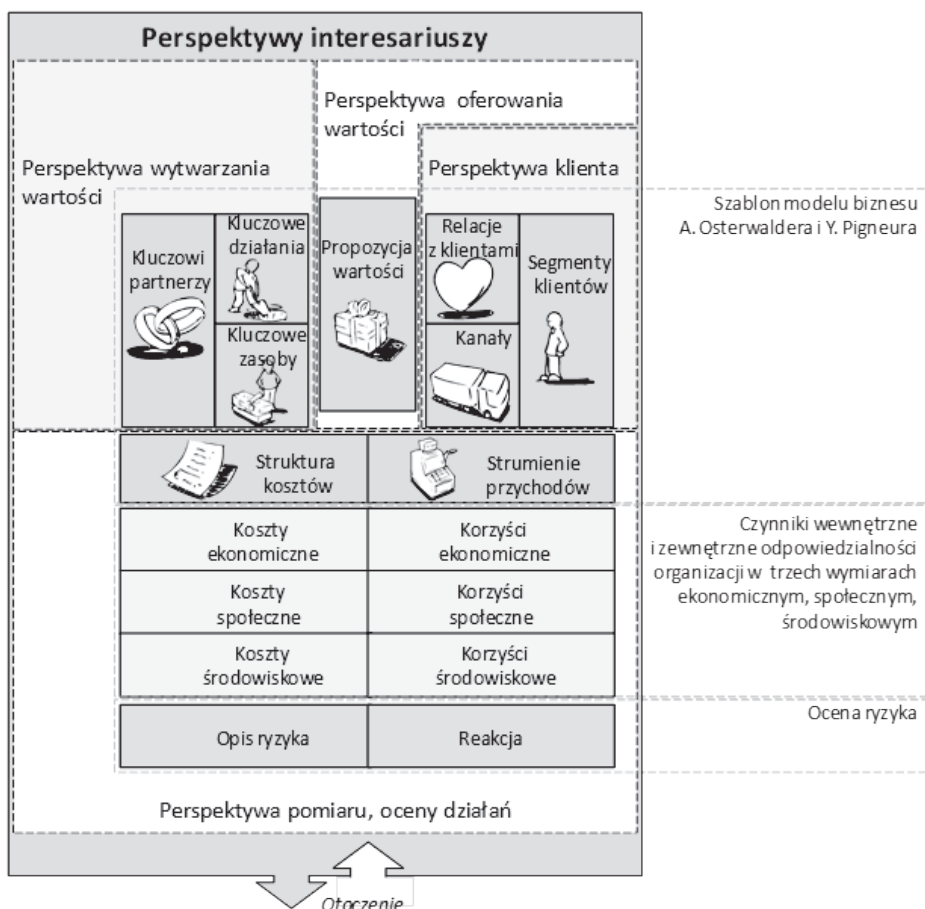 Perspektywy interesariuszy
Perspektywa oferowania
wartości
Perspektywa wytwarzania
wartości
Perspektywa klienta
Szablon modelu biznesu
A. Osterwaldera i Y. Pigneura
Kluczowi
partnerzy
Kluczowe
działania
Kluczowe
zasoby
Propozycja
wartości
Relacje
z klientami
Kanały
Segmenty
klientów
Struktura
kosztów
Strumienie
przychodów
Koszty
ekonomiczne
Korzyści
ekonomiczne
Koszty
społeczne
Korzyści
społeczne
Koszty
środowiskowe
Korzyści
środowiskowe
Czynniki wewnętrzne
i zewnętrzne odpowiedzialności
organizacji w trzech wymiarach
ekonomicznym, społecznym,
środowiskowym
Opis ryzyka
Reakcja
Ocena ryzyka
Perspektywa pomiaru, oceny działań
Otoczenie